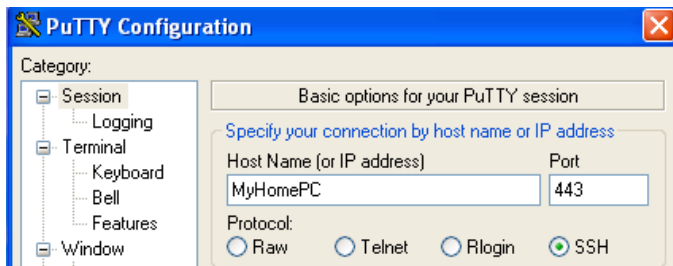 PuTTY Configuration
Category:
Session
Logging
Terminal
Keyboard
Bell
Features
Window
Basic options for your PuTTY session
Specify your connection by host name or IP address
Host Name (or IP address) Port
MyHomePC 443
Protocol:
Raw Telnet Rlogin SSH